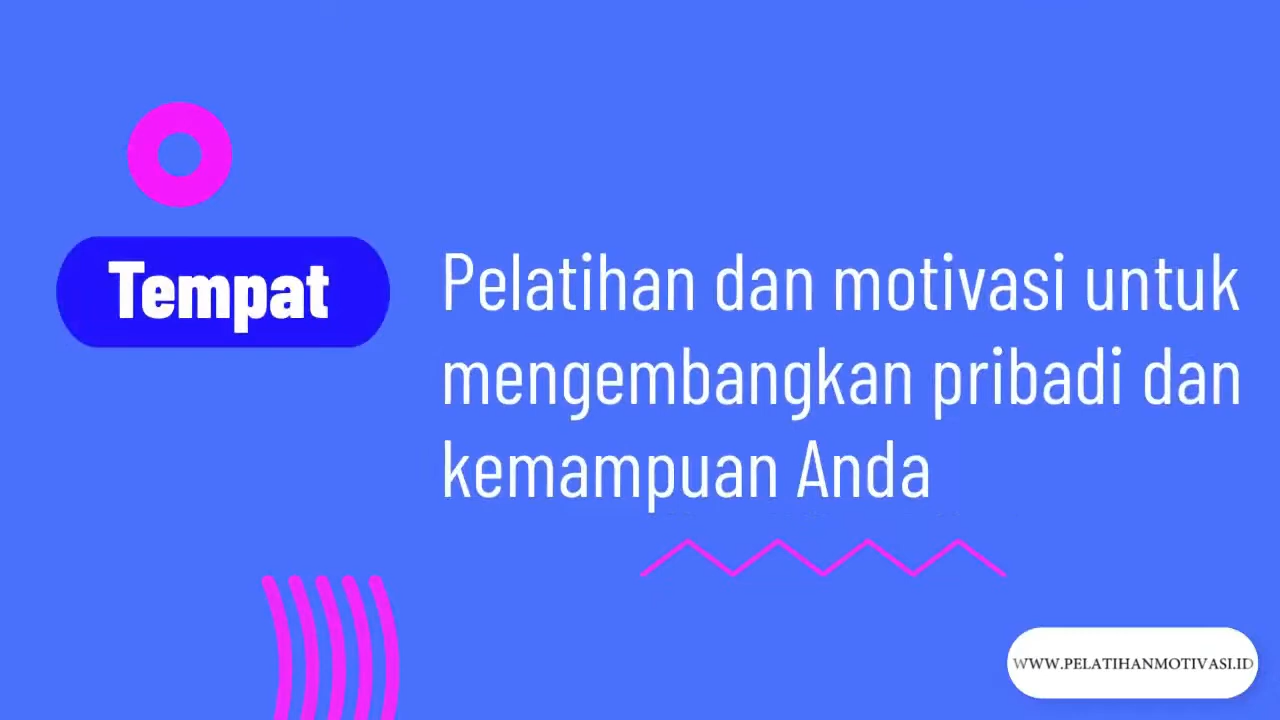 Tempat
Pelatihan dan motivasi untuk
mengembangkan pribadi dan
kemampuan Anda
WWW.PELATIHANMOTIVASI.ID